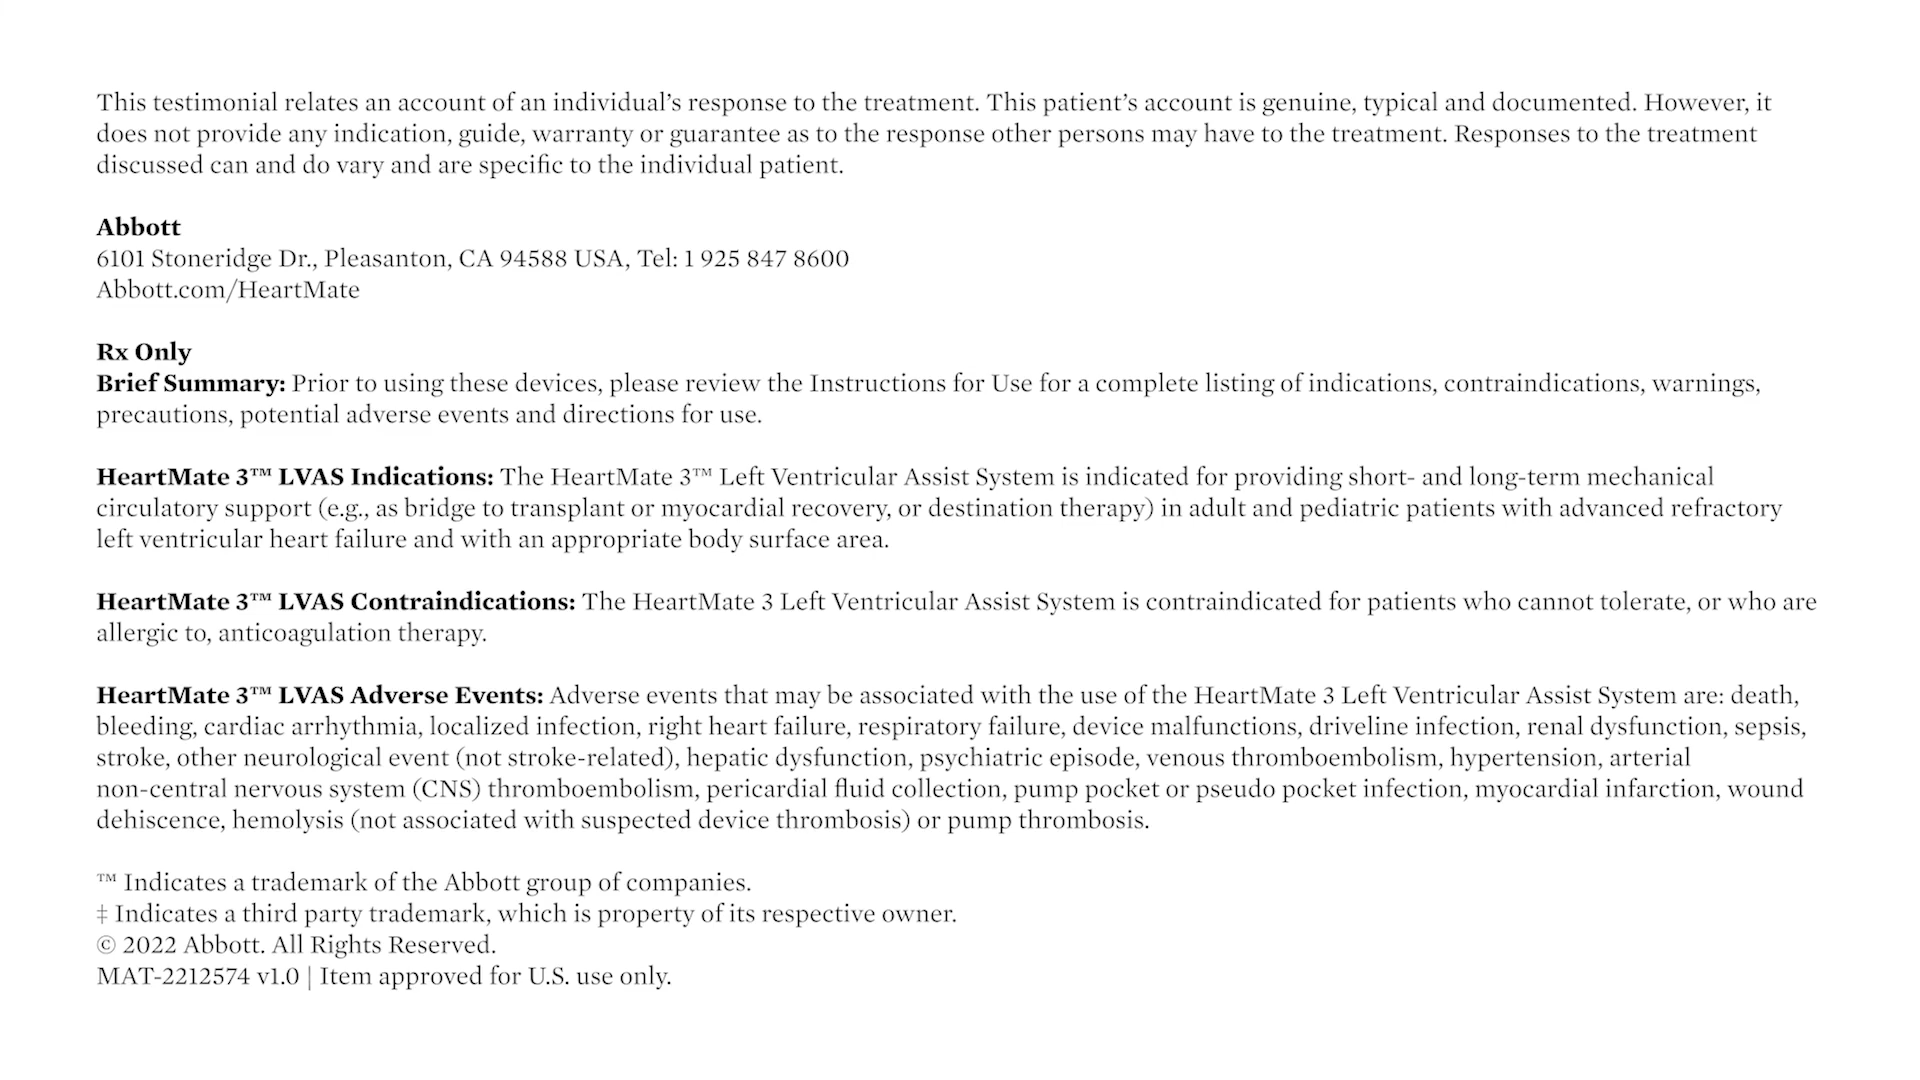 This testimonial relates an account of an individual’s response to the treatment. This patient’s account is genuine, typical and documented. However, it
does not provide any indication, guide, warranty or guarantee as to the response other persons may have to the treatment. Responses to the treatment
discussed can and do vary and are specific to the individual patient.
Abbott
6101 Stoneridge Dr., Pleasanton, CA 94588 USA, Tel: 1 925 847 8600
Abbott.com/HeartMate
Rx Only
Brief Summary: Prior to using these devices, please review the Instructions for Use for a complete listing of indications, contraindications, warnings,
precautions, potential adverse events and directions for use.
HeartMate 3™ LVAS Indications: The HeartMate 3™ Left Ventricular Assist System is indicated for providing short- and long-term mechanical
circulatory support (e.g., as bridge to transplant or myocardial recovery, or destination therapy) in adult and pediatric patients with advanced refractory
left ventricular heart failure and with an appropriate body surface area.
HeartMate 3™ LVAS Contraindications: The HeartMate 3 Left Ventricular Assist System is contraindicated for patients who cannot tolerate, or who are
allergic to, anticoagulation therapy.
HeartMate 3™ LVAS Adverse Events: Adverse events that may be associated with the use of the HeartMate 3 Left Ventricular Assist System are: death,
bleeding, cardiac arrhythmia, localized infection, right heart failure, respiratory failure, device malfunctions, driveline infection, renal dysfunction, sepsis,
stroke, other neurological event (not stroke-related), hepatic dysfunction, psychiatric episode, venous thromboembolism, hypertension, arterial
non-central nervous system (CNS) thromboembolism, pericardial fluid collection, pump pocket or pseudo pocket infection, myocardial infarction, wound
dehiscence, hemolysis (not associated with suspected device thrombosis) or pump thrombosis.
™ Indicates a trademark of the Abbott group of companies.
‡ Indicates a third party trademark, which is property of its respective owner.
© 2022 Abbott. All Rights Reserved.
MAT-2212574 v1.0 | Item approved for U.S. use only.